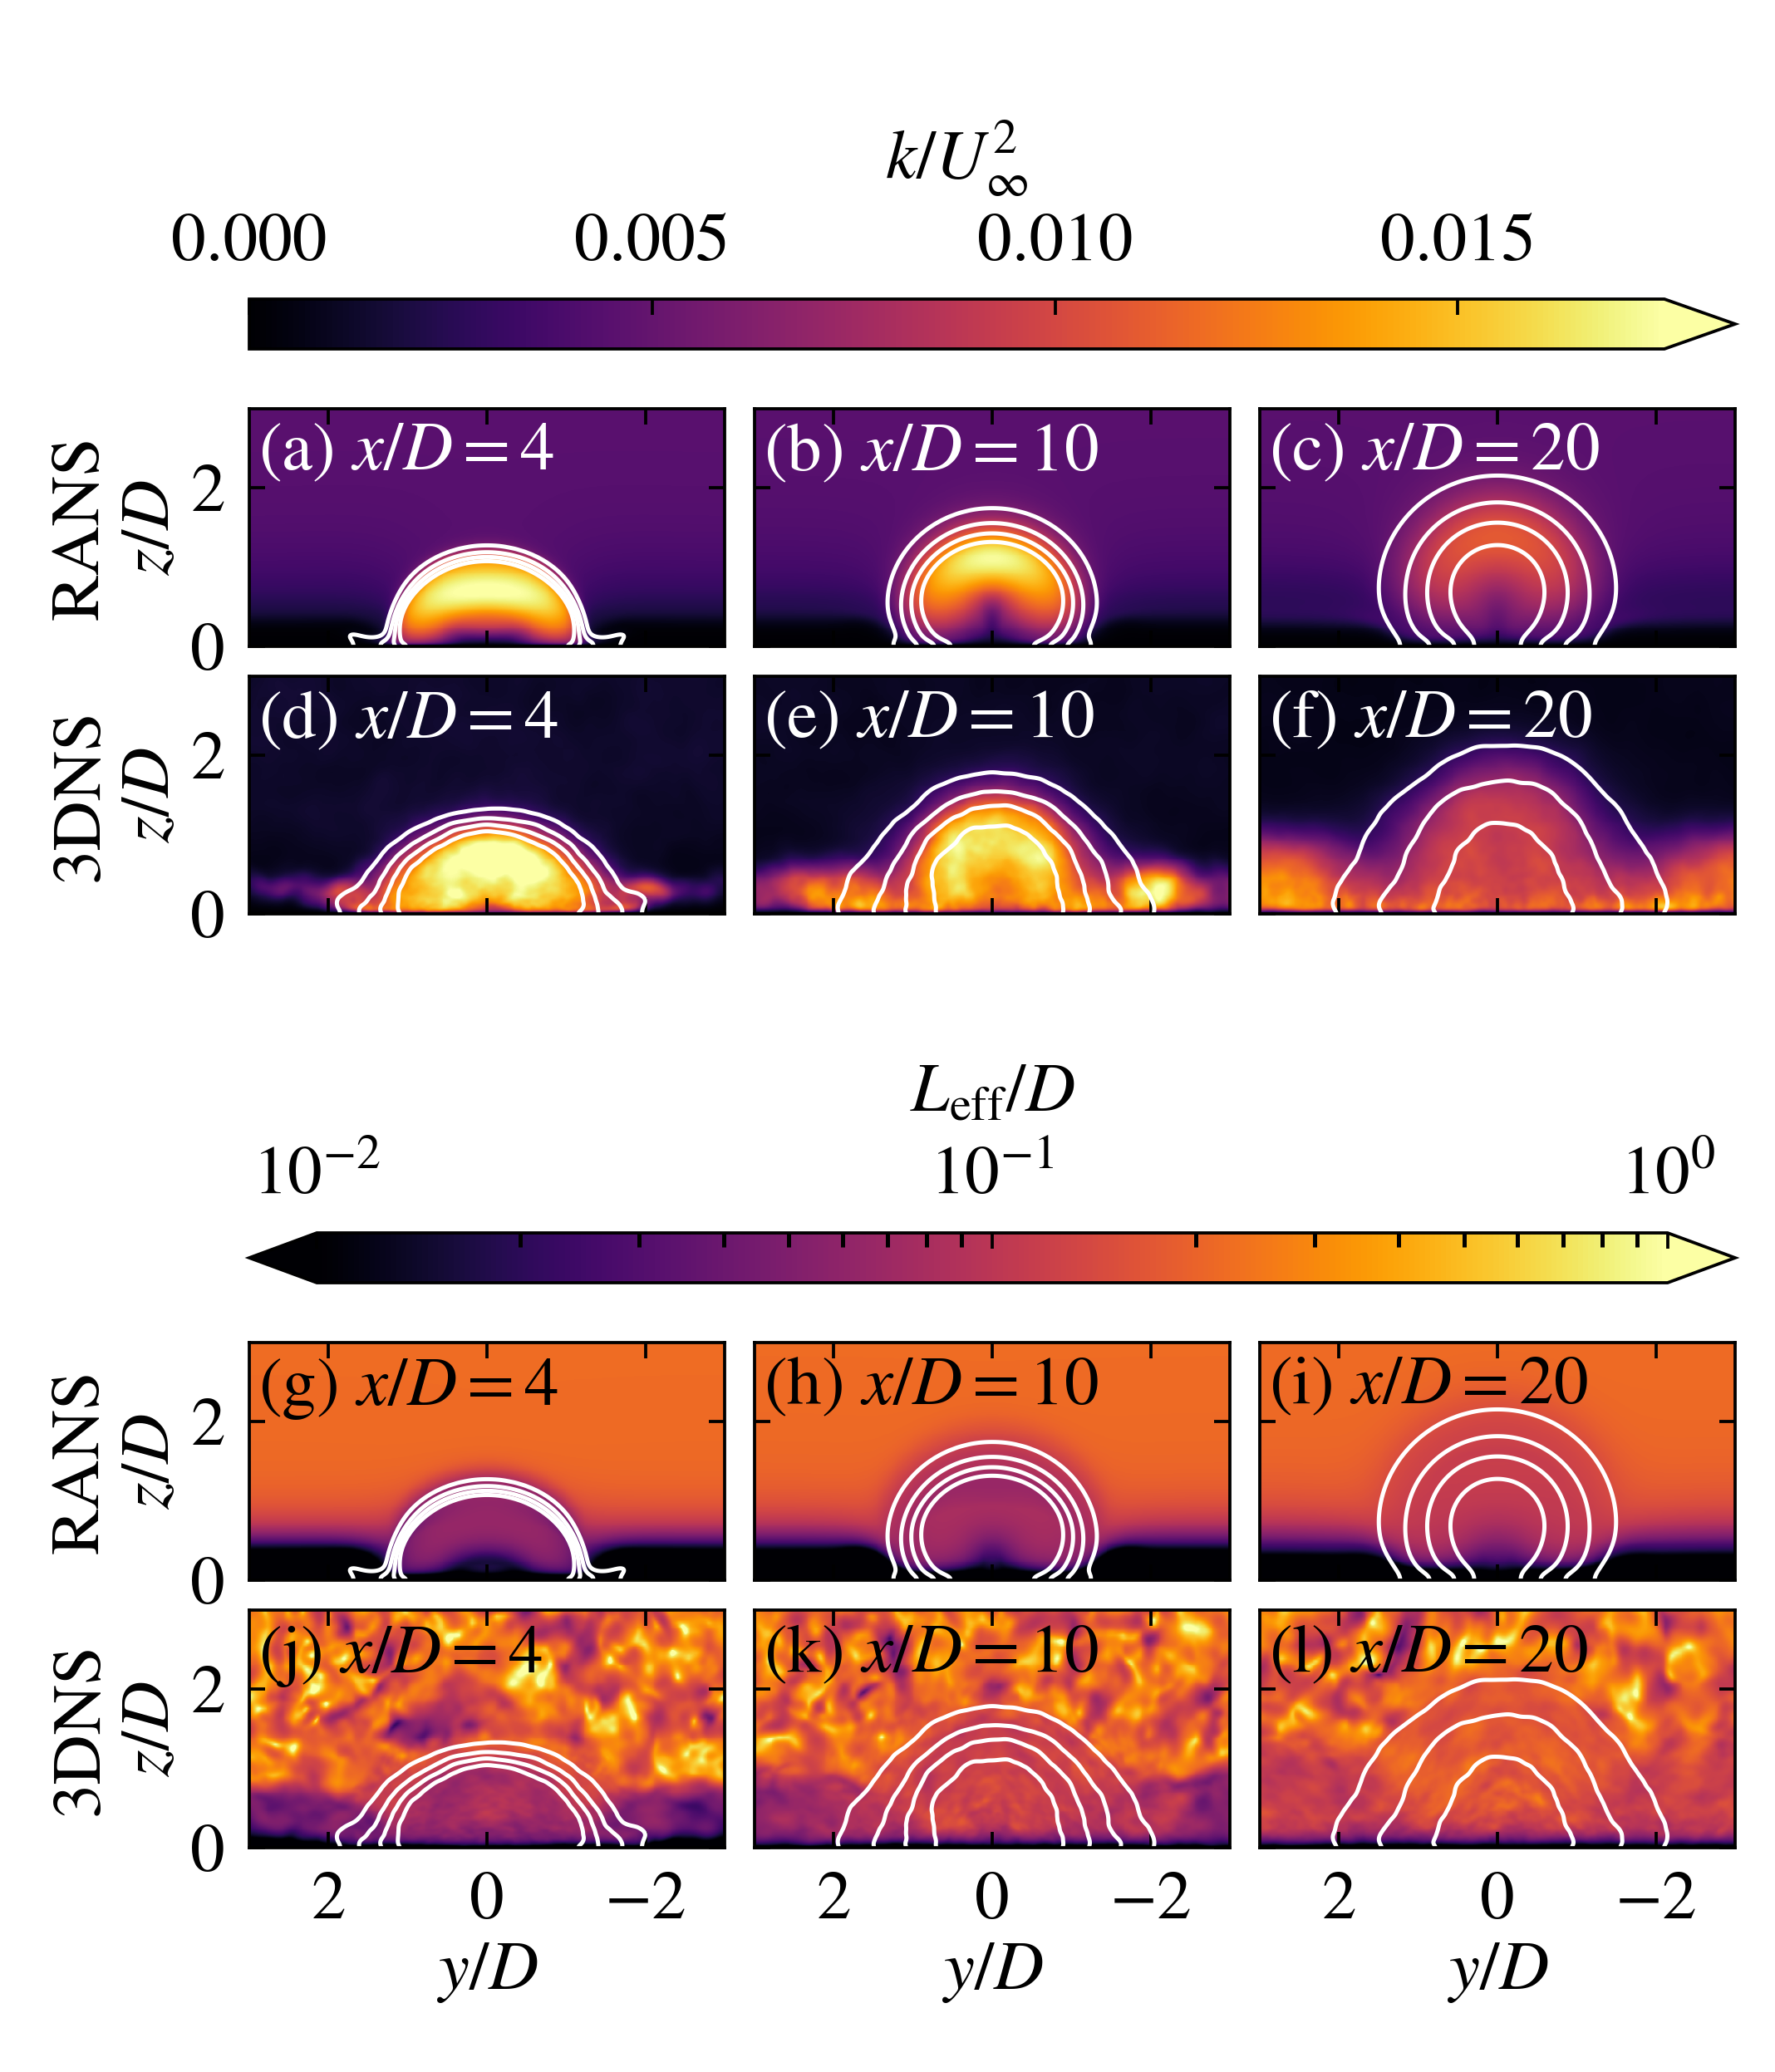 k/U∞²
0.000 0.005 0.010 0.015
RANS
z/D
2
0
(a) x/D = 4
(b) x/D = 10
(c) x/D = 20
3DNS
z/D
2
0
(d) x/D = 4
(e) x/D = 10
(f) x/D = 20
L_eff/D
10⁻² 10⁻¹ 10⁰
RANS
z/D
2
0
(g) x/D = 4
(h) x/D = 10
(i) x/D = 20
3DNS
z/D
2
0
(j) x/D = 4
(k) x/D = 10
(l) x/D = 20
2 0 −2 2 0 −2 2 0 −2
y/D y/D y/D